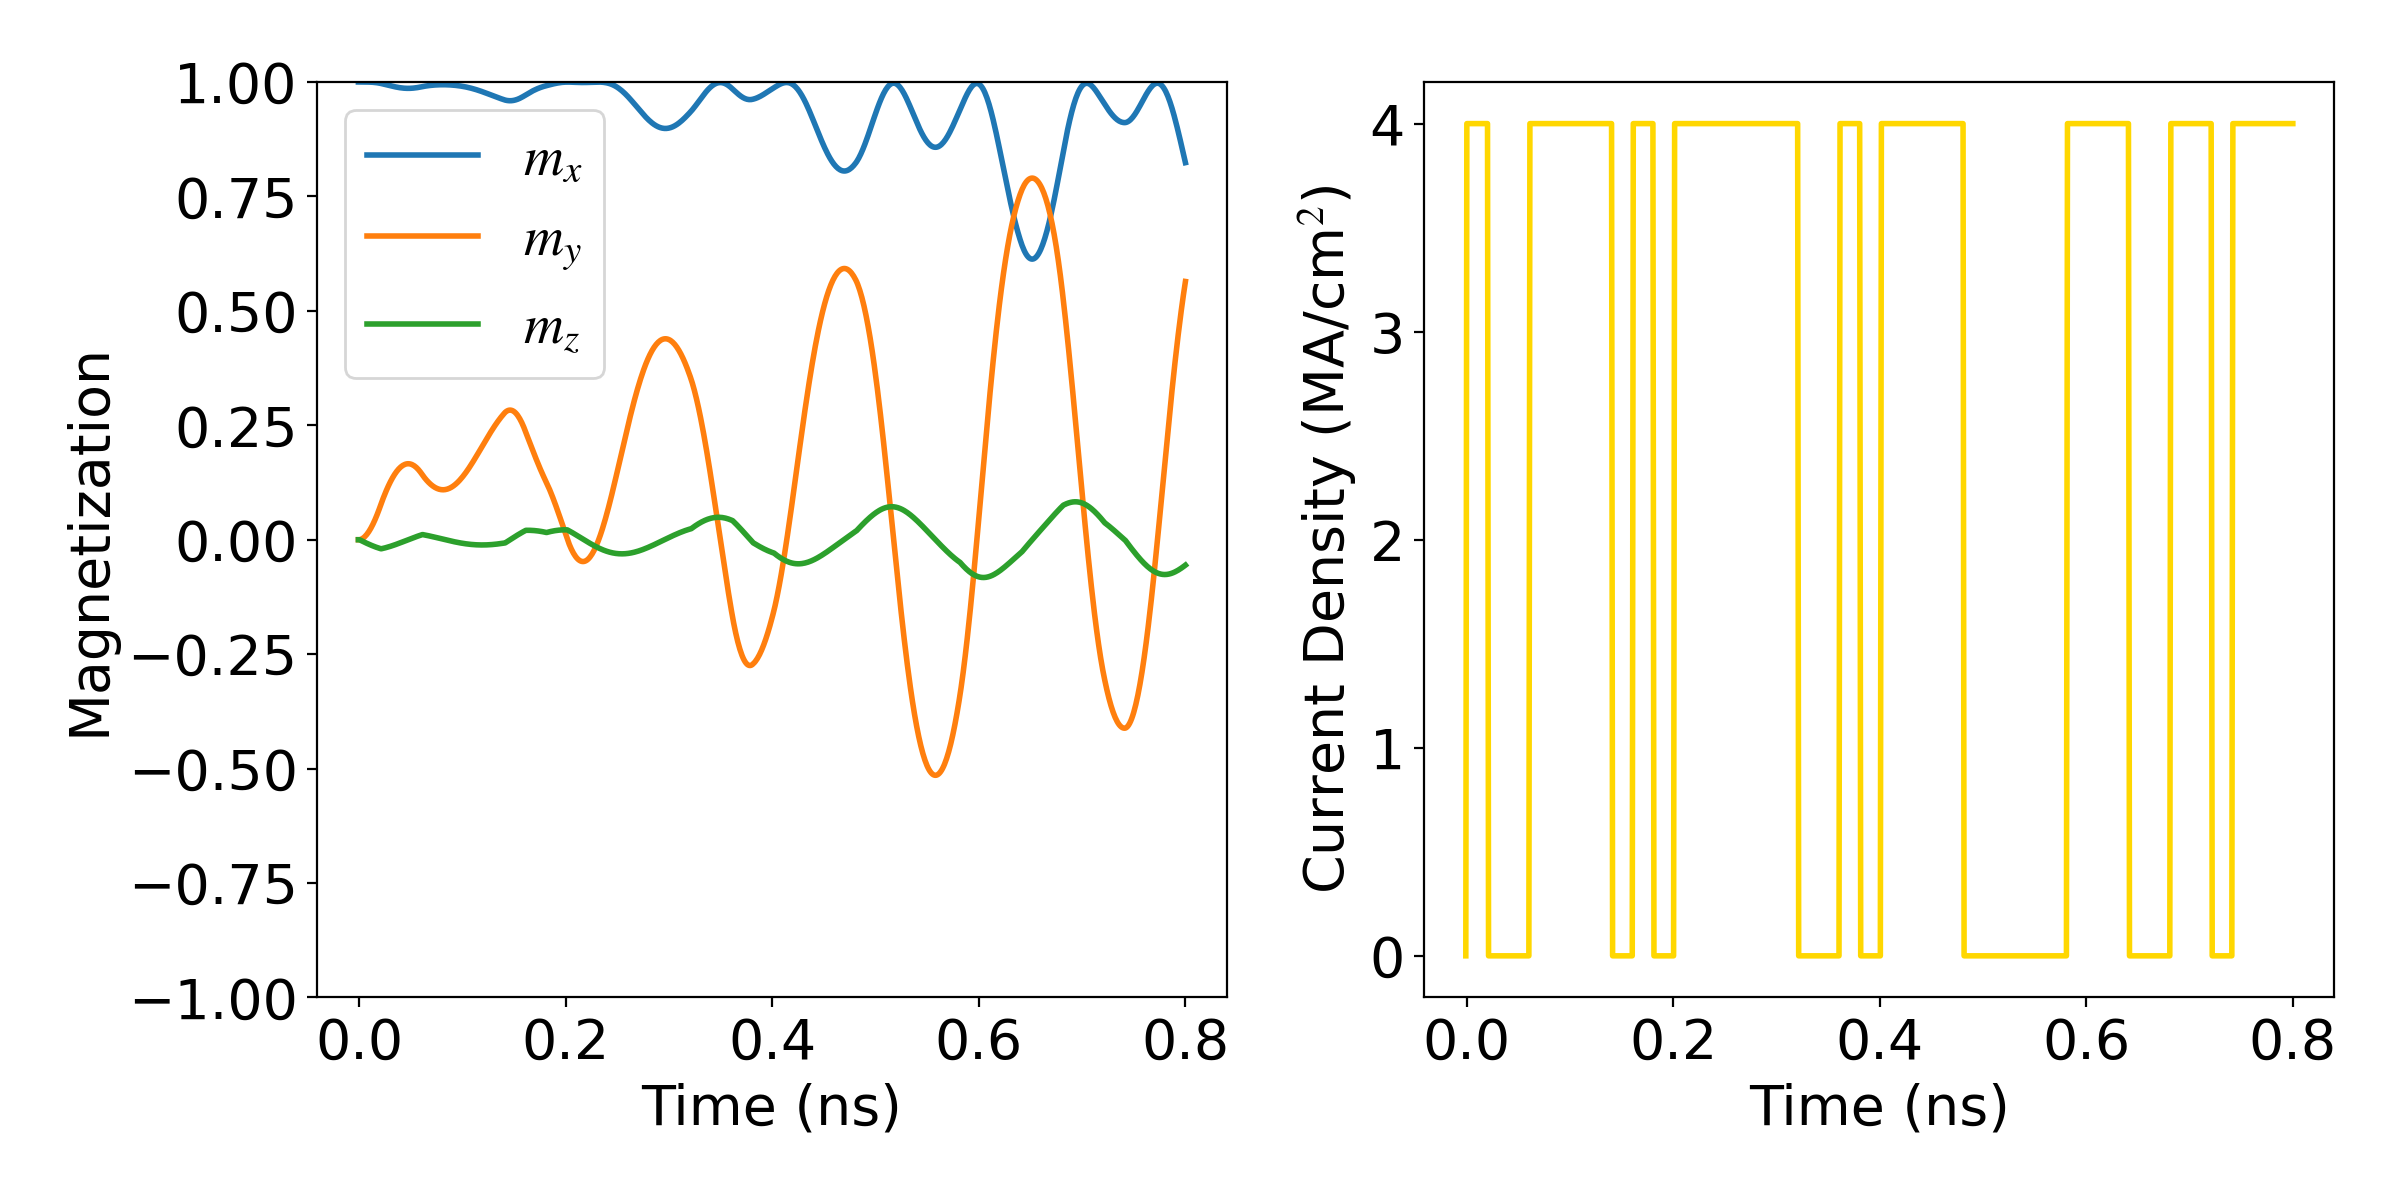 1.00
0.75
0.50
0.25
0.00
−0.25
−0.50
−0.75
−1.00
Magnetization
m_x
m_y
m_z
0.0 0.2 0.4 0.6 0.8
Time (ns)
4
3
2
1
0
Current Density (MA/cm²)
0.0 0.2 0.4 0.6 0.8
Time (ns)